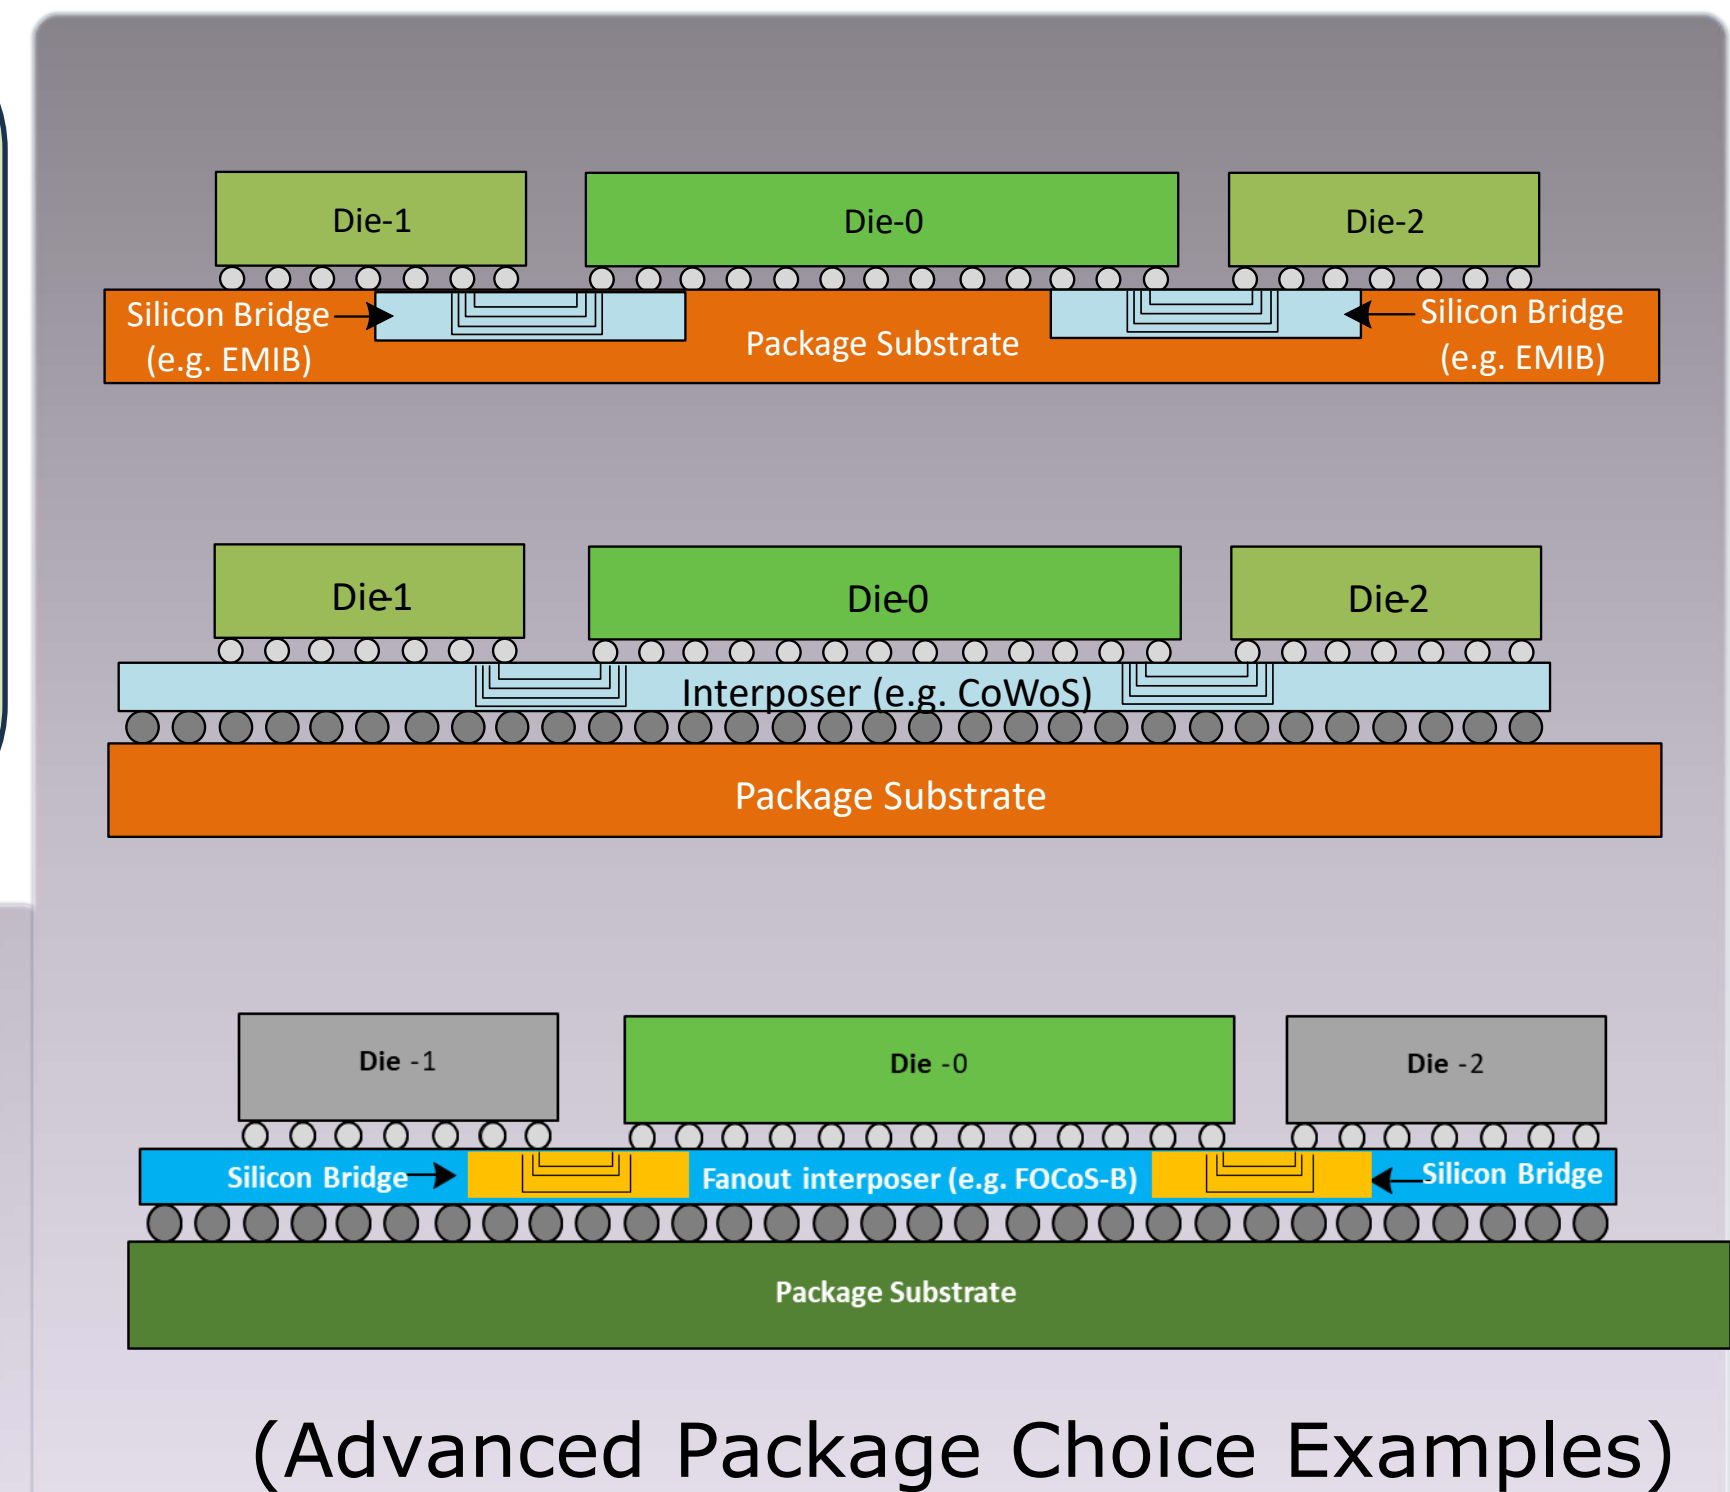 Die-1
Die-0
Die-2
Silicon Bridge
(e.g. EMIB)
Package Substrate
Silicon Bridge
(e.g. EMIB)
Die-1
Die-0
Die-2
Interposer (e.g. CoWoS)
Package Substrate
Die -1
Die -0
Die -2
Silicon Bridge
Fanout interposer (e.g. FOCoS-B)
Silicon Bridge
Package Substrate
(Advanced Package Choice Examples)